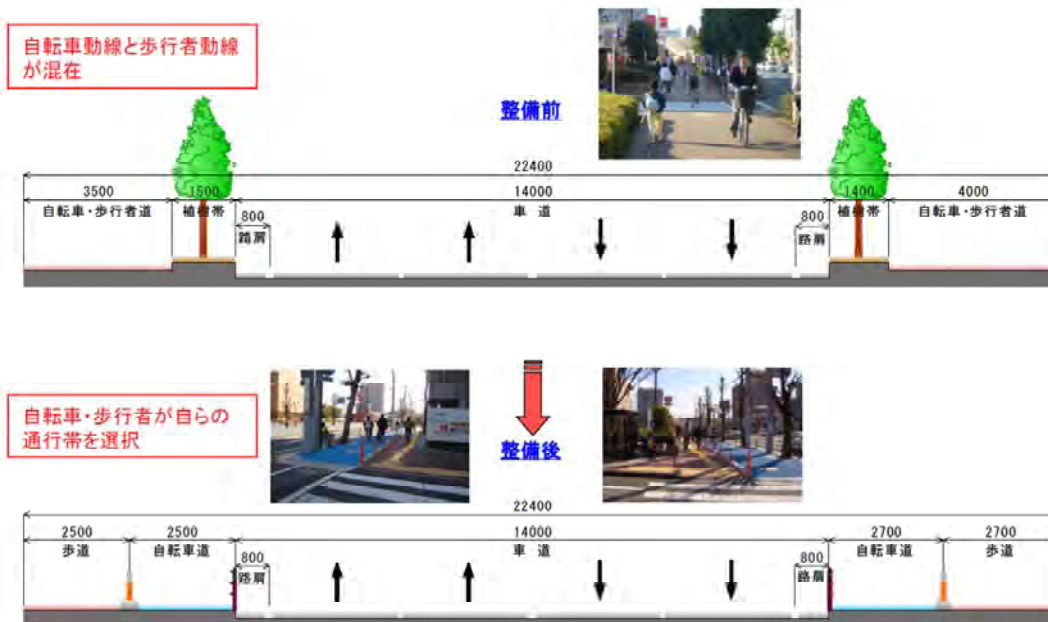 自転車動線と歩行者動線
が混在
整備前
22400
3500
1500
14000
1400
4000
自転車・歩行者道
植樹帯
車 道
植樹帯
自転車・歩行者道
800
路肩
800
路肩
自転車・歩行者が自らの
通行帯を選択
整備後
22400
2500
2500
14000
2700
2700
歩道
自転車道
車 道
自転車道
歩道
800
路肩
800
路肩